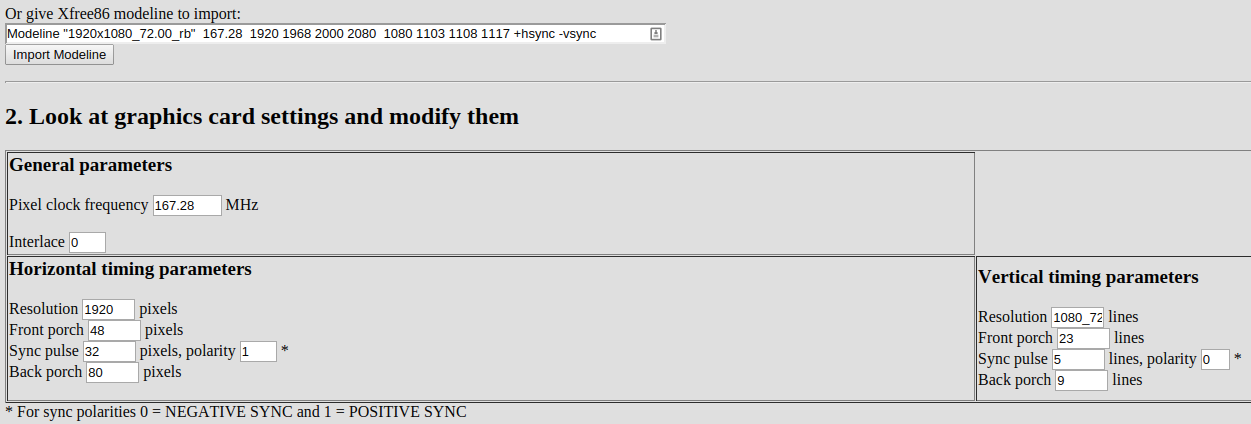 Or give Xfree86 modeline to import:
Modeline "1920x1080_72.00_rb"  167.28  1920 1968 2000 2080  1080 1103 1108 1117 +hsync -vsync
Import Modeline
2. Look at graphics card settings and modify them
General parameters
Pixel clock frequency 167.28 MHz
Interlace 0
Horizontal timing parameters
Resolution 1920 pixels
Front porch 48 pixels
Sync pulse 32 pixels, polarity 1 *
Back porch 80 pixels
Vertical timing parameters
Resolution 1080_72 lines
Front porch 23 lines
Sync pulse 5 lines, polarity 0 *
Back porch 9 lines
* For sync polarities 0 = NEGATIVE SYNC and 1 = POSITIVE SYNC